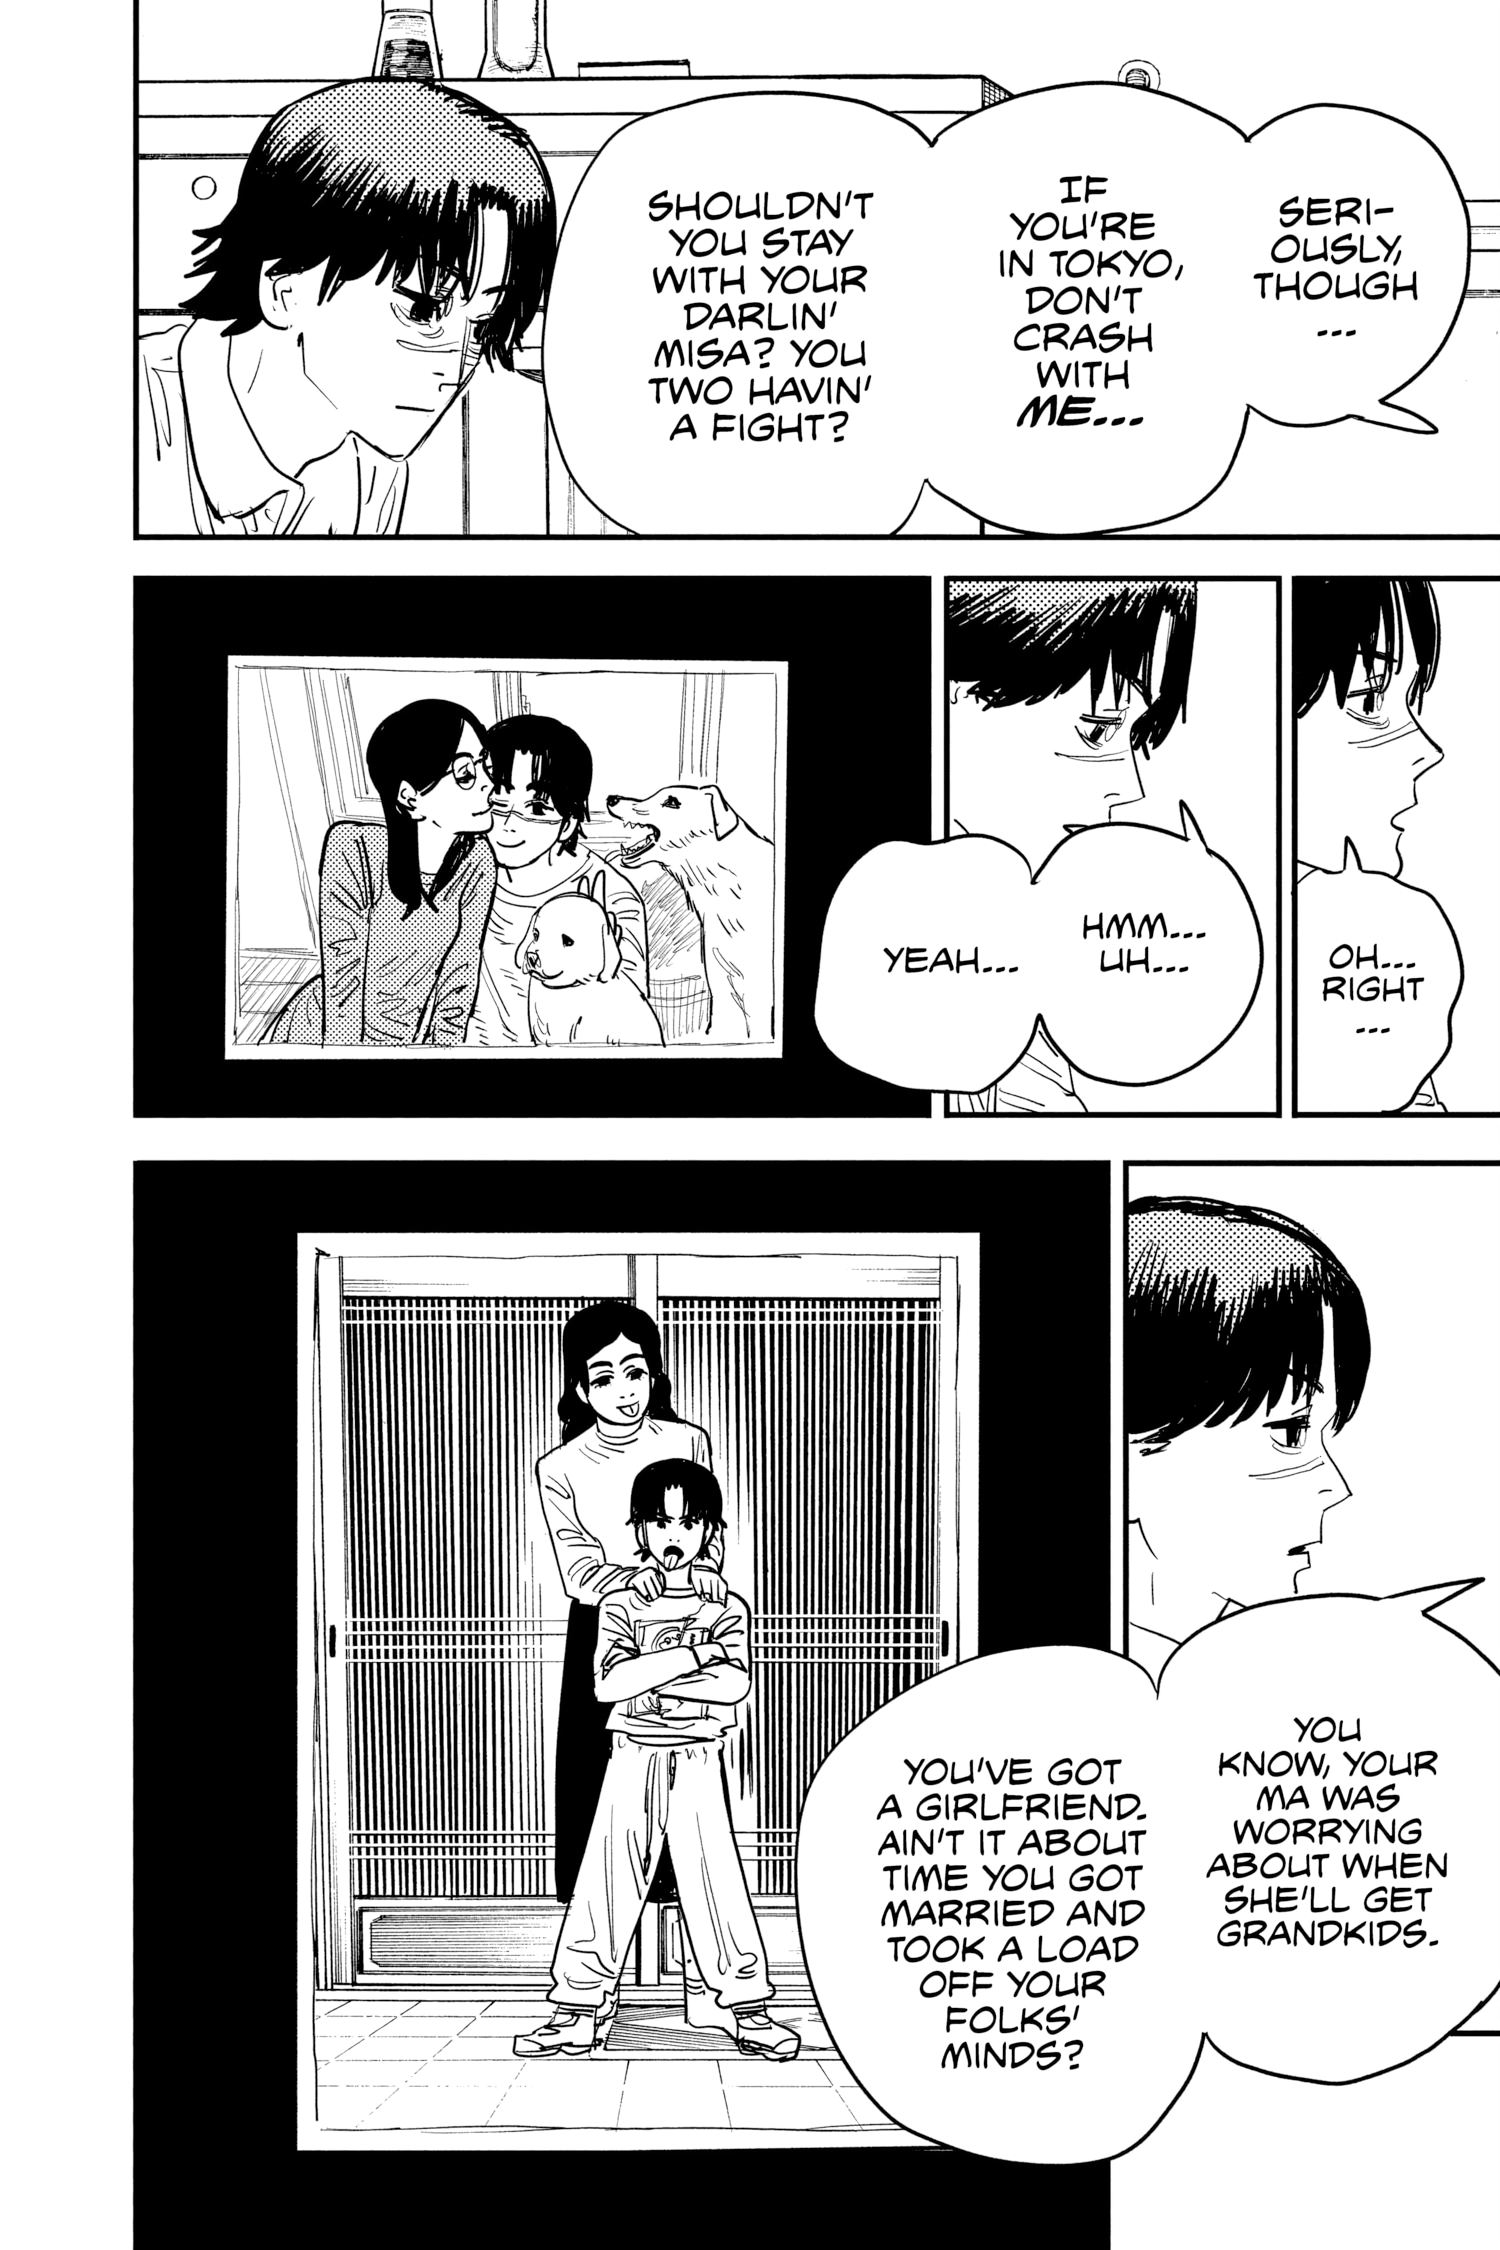 SERI-
OUSLY,
THOUGH
...
IF
YOU'RE
IN TOKYO,
DON'T
CRASH
WITH
ME...
SHOULDN'T
YOU STAY
WITH YOUR
DARLIN'
MISA? YOU
TWO HAVIN'
A FIGHT?
OH...
RIGHT
...
HMM...
UH...
YEAH...
YOU
KNOW, YOUR
MA WAS
WORRYING
ABOUT WHEN
SHE'LL GET
GRANDKIDS.
YOU'VE GOT
A GIRLFRIEND.
AIN'T IT ABOUT
TIME YOU GOT
MARRIED AND
TOOK A LOAD
OFF YOUR
FOLKS'
MINDS?